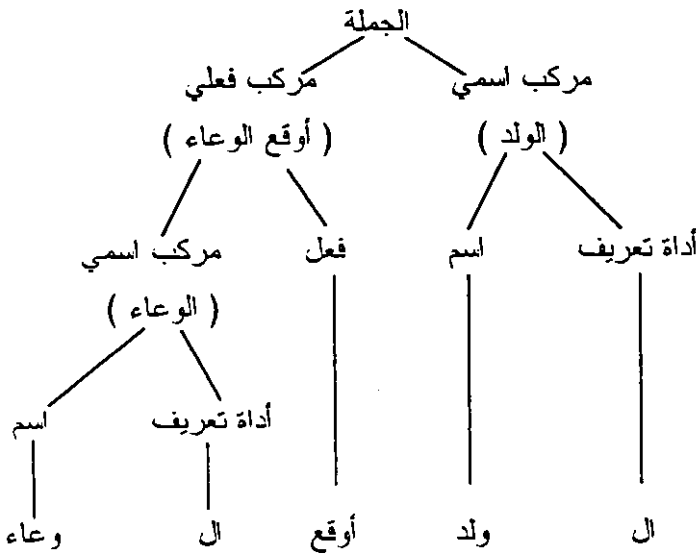 الجملة
مركب اسمي مركب فعلي
( الولد ) ( أوقع الوعاء )
أداة تعريف اسم فعل مركب اسمي
( الوعاء )
أداة تعريف اسم
ال ولد أوقع ال وعاء